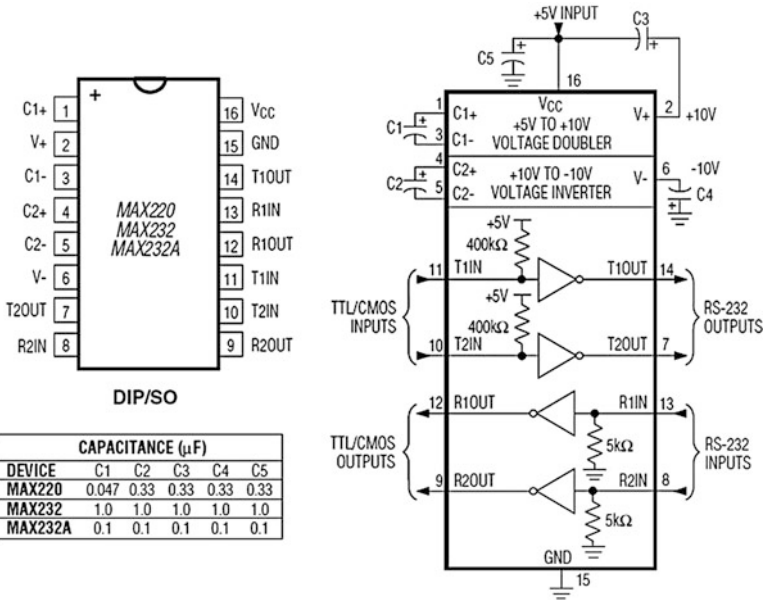 C1+ 1
V+ 2
C1- 3
C2+ 4
C2- 5
V- 6
T2OUT 7
R2IN 8
+
MAX220
MAX232
MAX232A
16 VCC
15 GND
14 T1OUT
13 R1IN
12 R1OUT
11 T1IN
10 T2IN
9 R2OUT
DIP/SO
CAPACITANCE (μF)
DEVICE C1 C2 C3 C4 C5
MAX220 0.047 0.33 0.33 0.33 0.33
MAX232 1.0 1.0 1.0 1.0 1.0
MAX232A 0.1 0.1 0.1 0.1 0.1
+5V INPUT
C3
+
C5
+
16
VCC
1
C1+
C1
+
3
C1-
+5V TO +10V
VOLTAGE DOUBLER
V+
2
+10V
4
C2+
C2
+
5
C2-
+10V TO -10V
VOLTAGE INVERTER
V-
6
-10V
C4
+
+5V
400kΩ
11 T1IN
T1OUT 14
+5V
400kΩ
10 T2IN
T2OUT 7
TTL/CMOS
INPUTS
RS-232
OUTPUTS
12 R1OUT
R1IN 13
5kΩ
9 R2OUT
R2IN 8
5kΩ
TTL/CMOS
OUTPUTS
RS-232
INPUTS
GND
15